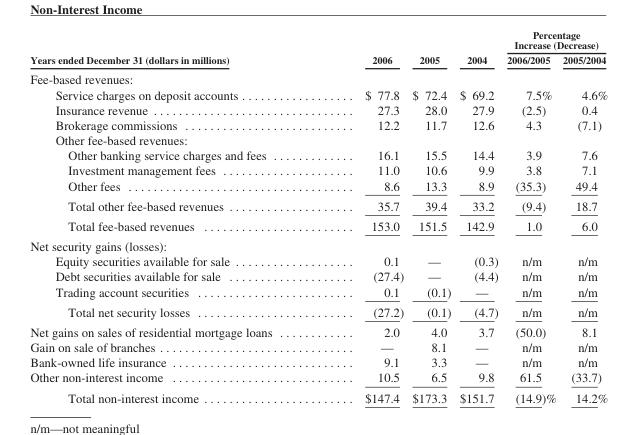 Non-Interest Income
Percentage
Increase (Decrease)
Years ended December 31 (dollars in millions) 2006 2005 2004 2006/2005 2005/2004
Fee-based revenues:
Service charges on deposit accounts . . . . . . . . . . . . . . . . . . . $ 77.8 $ 72.4 $ 69.2 7.5% 4.6%
Insurance revenue . . . . . . . . . . . . . . . . . . . . . . . . . . . . . . . . . 27.3 28.0 27.9 (2.5) 0.4
Brokerage commissions . . . . . . . . . . . . . . . . . . . . . . . . . . . . 12.2 11.7 12.6 4.3 (7.1)
Other fee-based revenues:
Other banking service charges and fees . . . . . . . . . . . . . 16.1 15.5 14.4 3.9 7.6
Investment management fees . . . . . . . . . . . . . . . . . . . . . . 11.0 10.6 9.9 3.8 7.1
Other fees . . . . . . . . . . . . . . . . . . . . . . . . . . . . . . . . . . . . . 8.6 13.3 8.9 (35.3) 49.4
Total other fee-based revenues . . . . . . . . . . . . . . . . . . . . 35.7 39.4 33.2 (9.4) 18.7
Total fee-based revenues . . . . . . . . . . . . . . . . . . . . . . . . 153.0 151.5 142.9 1.0 6.0
Net security gains (losses):
Equity securities available for sale . . . . . . . . . . . . . . . . . . . . 0.1 — (0.3) n/m n/m
Debt securities available for sale . . . . . . . . . . . . . . . . . . . . . (27.4) — (4.4) n/m n/m
Trading account securities . . . . . . . . . . . . . . . . . . . . . . . . . . 0.1 (0.1) — n/m n/m
Total net security losses . . . . . . . . . . . . . . . . . . . . . . . . . (27.2) (0.1) (4.7) n/m n/m
Net gains on sales of residential mortgage loans . . . . . . . . . . . . 2.0 4.0 3.7 (50.0) 8.1
Gain on sale of branches . . . . . . . . . . . . . . . . . . . . . . . . . . . . . . . — 8.1 — n/m n/m
Bank-owned life insurance . . . . . . . . . . . . . . . . . . . . . . . . . . . . . 9.1 3.3 — n/m n/m
Other non-interest income . . . . . . . . . . . . . . . . . . . . . . . . . . . . . 10.5 6.5 9.8 61.5 (33.7)
Total non-interest income . . . . . . . . . . . . . . . . . . . . . . . . $147.4 $173.3 $151.7 (14.9)% 14.2%
n/m—not meaningful